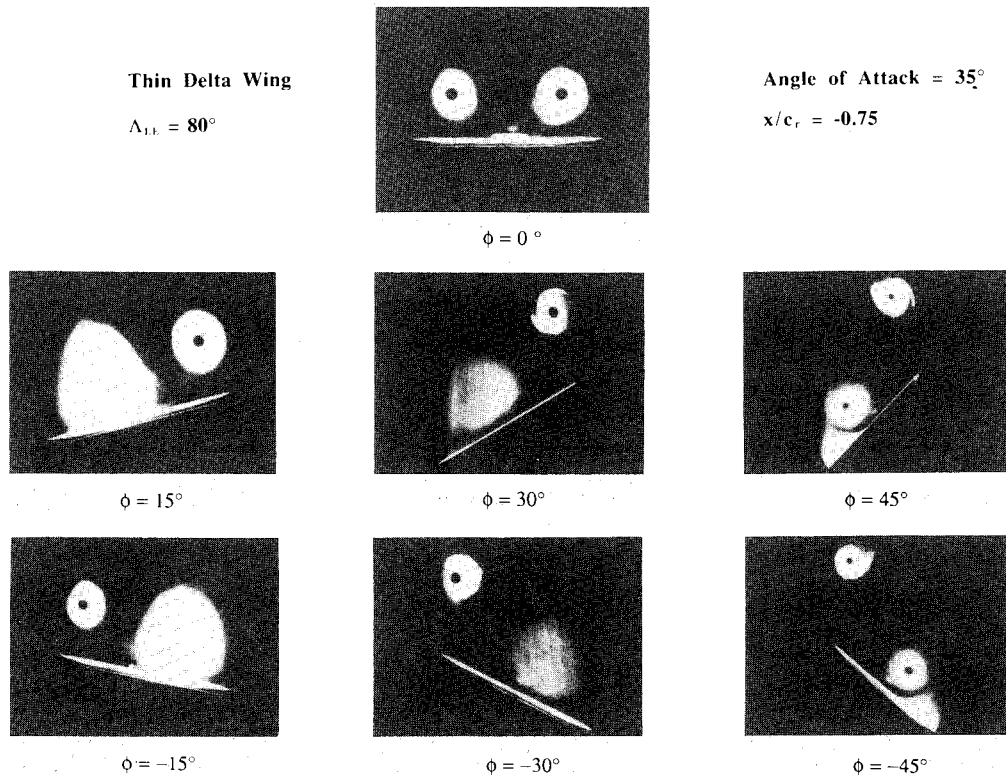 Thin Delta Wing
Λ_LE = 80°
Angle of Attack = 35°
x/c_r = -0.75
ϕ = 0 °
ϕ = 15°
ϕ = 30°
ϕ = 45°
ϕ = –15°
ϕ = –30°
ϕ = –45°